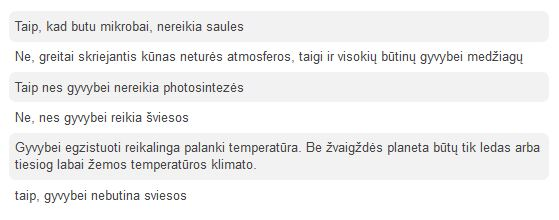 Taip, kad butu mikrobai, nereikia saules
Ne, greitai skriejantis kūnas neturės atmosferos, taigi ir visokių būtinų gyvybei medžiagų
Taip nes gyvybei nereikia photosintezės
Ne, nes gyvybei reikia šviesos
Gyvybei egzistuoti reikalinga palanki temperatūra. Be žvaigždės planeta būtų tik ledas arba
tiesiog labai žemos temperatūros klimato.
taip, gyvybei nebutina sviesos